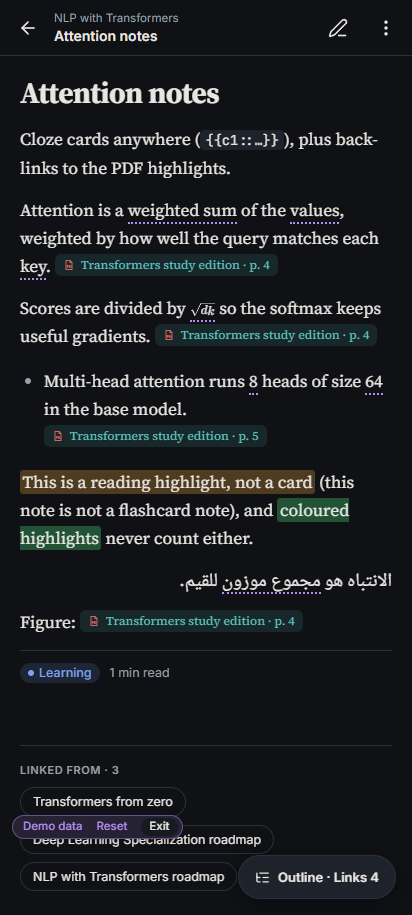 NLP with Transformers
Attention notes
Attention notes
Cloze cards anywhere ( {{c1::…}} ), plus back-
links to the PDF highlights.
Attention is a weighted sum of the values,
weighted by how well the query matches each
key. Transformers study edition · p. 4
Scores are divided by √dk so the softmax keeps
useful gradients. Transformers study edition · p. 4
• Multi-head attention runs 8 heads of size 64
in the base model.
Transformers study edition · p. 5
This is a reading highlight, not a card (this
note is not a flashcard note), and coloured
highlights never count either.
الانتباه هو مجموع موزون للقيم.
Figure: Transformers study edition · p. 4
Learning 1 min read
LINKED FROM · 3
Transformers from zero
Demo data Reset Exit
Deep Learning Specialization roadmap
NLP with Transformers roadmap
Outline · Links 4